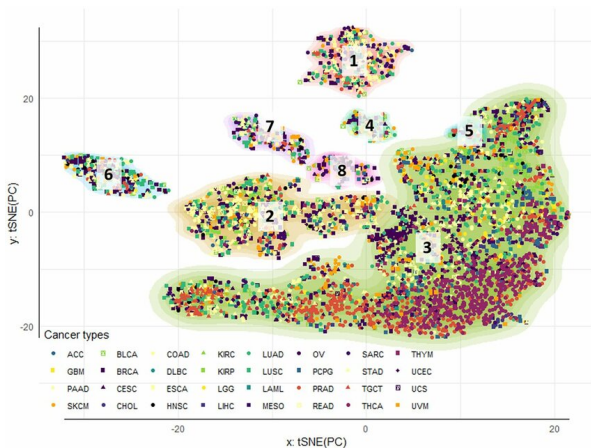 1
20
7
4
5
6
8
2
0
3
-20
Cancer types
ACC BLCA COAD KIRC LUAD OV SARC THYM
GBM BRCA DLBC KIRP LUSC PCPG STAD UCEC
PAAD CESC ESCA LGG LAML PRAD TGCT UCS
SKCM CHOL HNSC LIHC MESO READ THCA UVM
-20 0 20
x: tSNE(PC)
y: tSNE(PC)